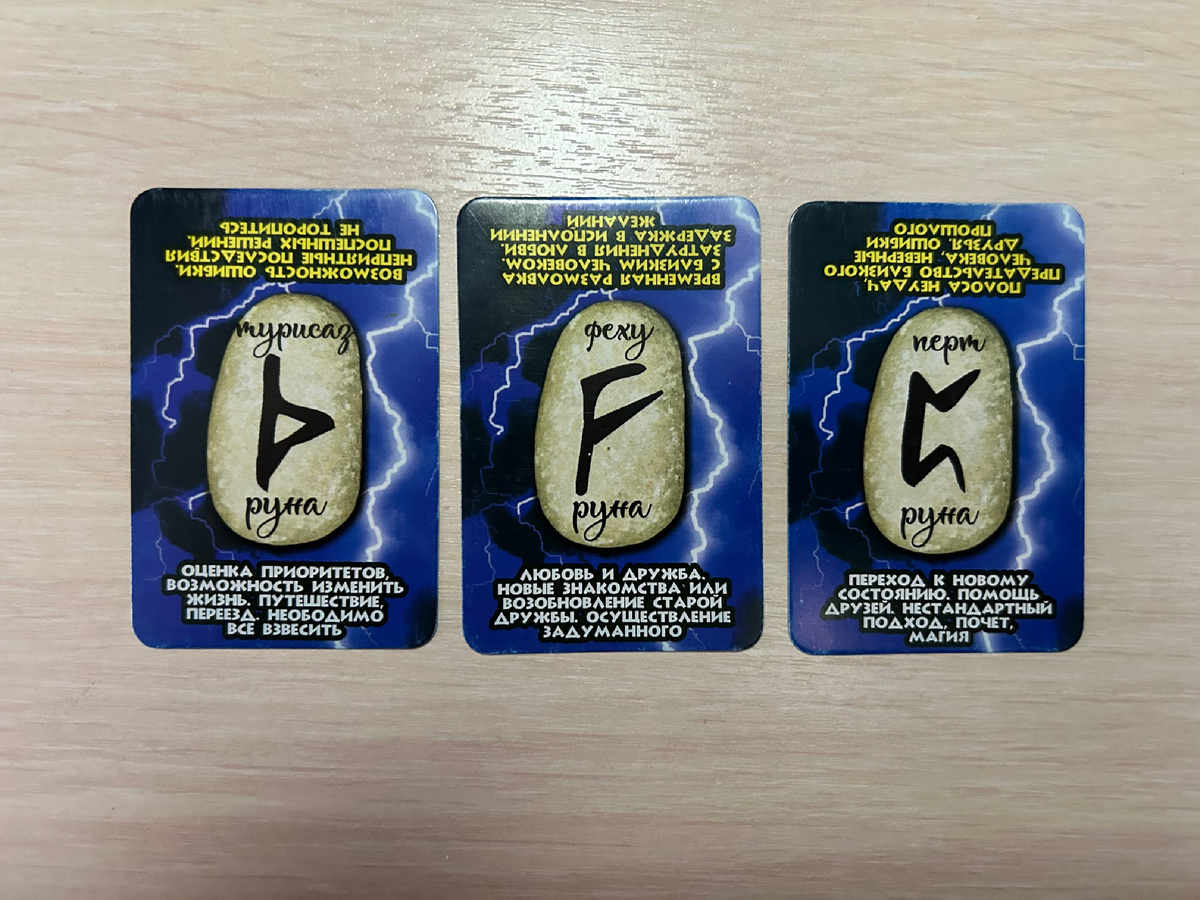 ВОЗМОЖНОСТЬ ОШИБКИ.
НЕПРИЯТНЫЕ ПОСЛЕДСТВИЯ
ПОСПЕШНЫХ РЕШЕНИЙ.
НЕ ТОРОПИТЕСЬ
турисаз
руна
ОЦЕНКА ПРИОРИТЕТОВ,
ВОЗМОЖНОСТЬ ИЗМЕНИТЬ
ЖИЗНЬ. ПУТЕШЕСТВИЕ,
ПЕРЕЕЗД. НЕОБОДИМО
ВСЕ ВЗВЕСИТЬ
ВРЕМЕННАЯ РАЗМОЛВКА
С БЛИЗКИМ ЧЕЛОВЕКОМ.
ЗАТРУДНЕНИЯ В ЛЮБВИ.
ЗАДЕРЖКА В ИСПОЛНЕНИИ
ЖЕЛАНИЙ
феху
руна
ЛЮБОВЬ И ДРУЖБА.
НОВЫЕ ЗНАКОМСТВА ИЛИ
ВОЗОБНОВЛЕНИЕ СТАРОЙ
ДРУЖБЫ. ОСУЩЕСТВЛЕНИЕ
ЗАДУМАННОГО
ПОЛОСА НЕУДАЧ,
ПРЕДАТЕЛЬСТВО БЛИЗКОГО
ЧЕЛОВЕКА, НЕВЕРНЫЕ
ДРУЗЬЯ, ОШИБКИ
ПРОШЛОГО
перт
руна
ПЕРЕХОД К НОВОМУ
СОСТОЯНИЮ. ПОМОЩЬ
ДРУЗЕЙ. НЕСТАНДАРТНЫЙ
ПОДХОД, ПОЧЕТ,
МАГИЯ